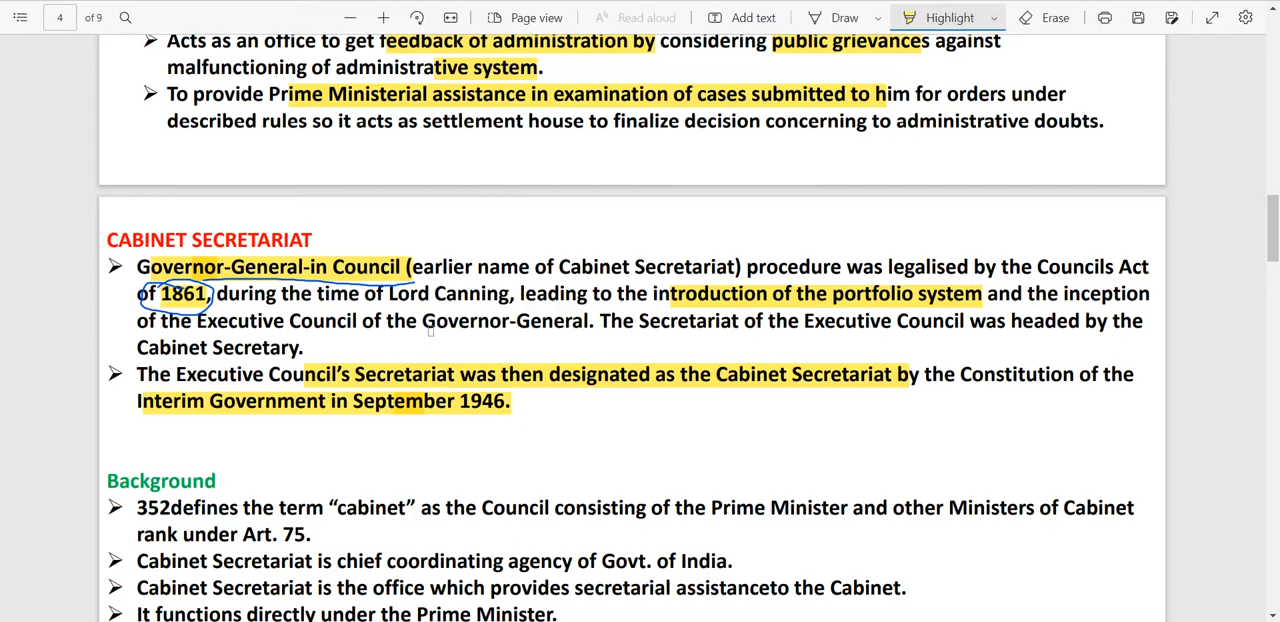 4 of 9 Page view Read aloud Add text Draw Highlight Erase
Acts as an office to get feedback of administration by considering public grievances against
malfunctioning of administrative system.
To provide Prime Ministerial assistance in examination of cases submitted to him for orders under
described rules so it acts as settlement house to finalize decision concerning to administrative doubts.
CABINET SECRETARIAT
Governor-General-in Council (earlier name of Cabinet Secretariat) procedure was legalised by the Councils Act
of 1861, during the time of Lord Canning, leading to the introduction of the portfolio system and the inception
of the Executive Council of the Governor-General. The Secretariat of the Executive Council was headed by the
Cabinet Secretary.
The Executive Council’s Secretariat was then designated as the Cabinet Secretariat by the Constitution of the
Interim Government in September 1946.
Background
352defines the term “cabinet” as the Council consisting of the Prime Minister and other Ministers of Cabinet
rank under Art. 75.
Cabinet Secretariat is chief coordinating agency of Govt. of India.
Cabinet Secretariat is the office which provides secretarial assistanceto the Cabinet.
It functions directly under the Prime Minister.